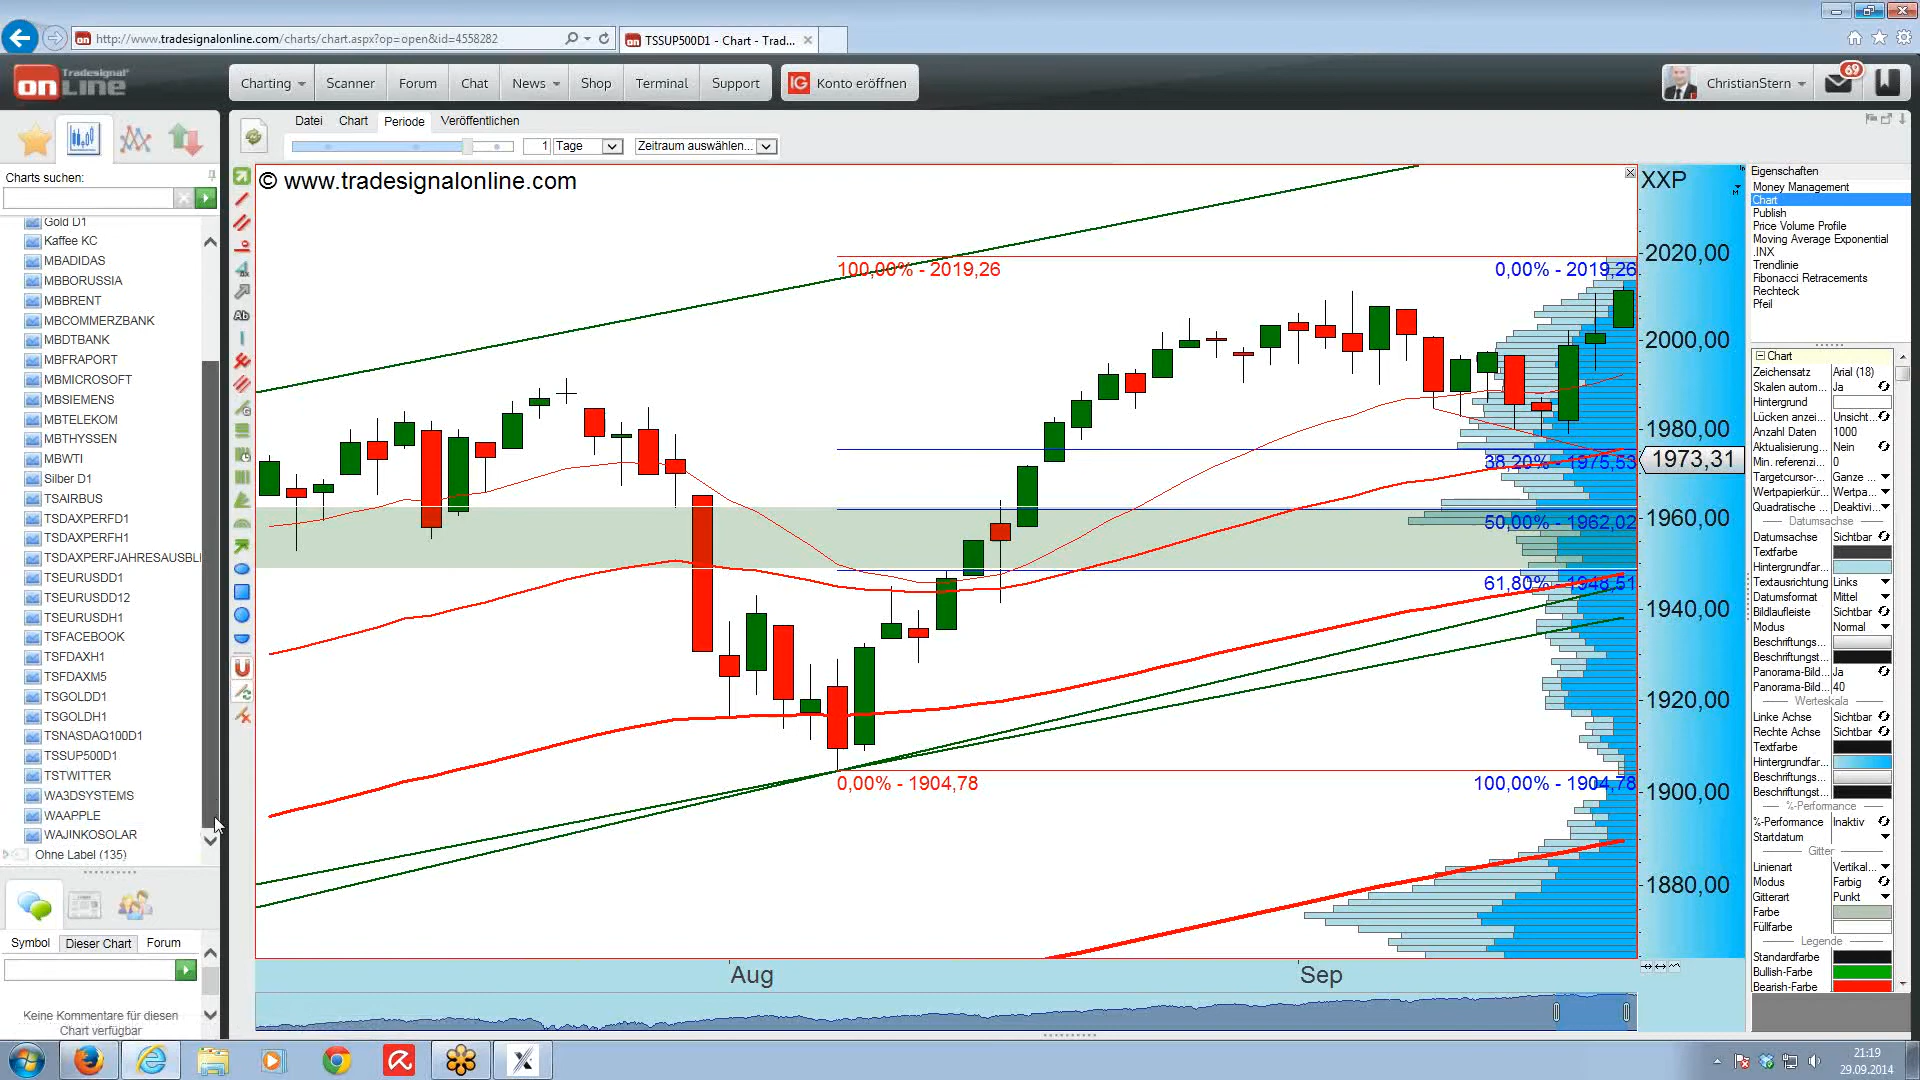 http://www.tradesignalonline.com/charts/chart.aspx?op=open&id=4558282
TSSUP500D1 - Chart - Trad...
Tradesignal
onLine
Charting
Scanner
Forum
Chat
News
Shop
Terminal
Support
IG Konto eröffnen
ChristianStern
69
Datei
Chart
Periode
Veröffentlichen
1
Tage
Zeitraum auswählen...
Charts suchen:
Gold D1
Kaffee KC
MBADIDAS
MBBORUSSIA
MBBRENT
MBCOMMERZBANK
MBDTBANK
MBFRAPORT
MBMICROSOFT
MBSIEMENS
MBTELEKOM
MBTHYSSEN
MBWTI
Silber D1
TSAIRBUS
TSDAXPERFD1
TSDAXPERFH1
TSDAXPERFJAHRESAUSBL
TSEURUSDD1
TSEURUSDD12
TSEURUSDH1
TSFACEBOOK
TSFDAXH1
TSFDAXM5
TSGOLDD1
TSGOLDH1
TSNASDAQ100D1
TSSUP500D1
TSTWITTER
WA3DSYSTEMS
WAAPPLE
WAJINKOSOLAR
Ohne Label (135)
Symbol
Dieser Chart
Forum
Keine Kommentare für diesen
Chart verfügbar
Ab
© www.tradesignalonline.com
100,00% - 2019,26
0,00% - 2019,26
38,20% - 1975,53
50,00% - 1962,02
61,80% - 1948,51
0,00% - 1904,78
100,00% - 1904,78
Aug
Sep
XXP
2020,00
2000,00
1980,00
1973,31
1960,00
1940,00
1920,00
1900,00
1880,00
Eigenschaften
Money Management
Chart
Publish
Price Volume Profile
Moving Average Exponential
.INX
Trendlinie
Fibonacci Retracements
Rechteck
Pfeil
Chart
Zeichensatz Arial (18)
Skalen autom... Ja
Hintergrund
Lücken anzei... Unsicht...
Anzahl Daten 1000
Aktualisierung... Nein
Min. referenzi... 0
Targetcursor-... Ganze ...
Wertpapierkür... Wertpa...
Quadratische ... Deaktivi...
Datumsachse
Datumsachse Sichtbar
Textfarbe
Hintergrundfar...
Textausrichtung Links
Datumsformat Mittel
Bildlaufleiste Sichtbar
Modus Normal
Beschriftungs...
Beschriftungst...
Panorama-Bild... Ja
Panorama-Bild... 40
Werteskala
Linke Achse Sichtbar
Rechte Achse Sichtbar
Textfarbe
Hintergrundfar...
Beschriftungs...
Beschriftungst...
%-Perfomance
%-Performance Inaktiv
Startdatum
Gitter
Linienart Vertikal...
Modus Farbig
Gitterart Punkt
Farbe
Füllfarbe
Legende
Standardfarbe
Bullish-Farbe
Bearish-Farbe
21:19
29.09.2014